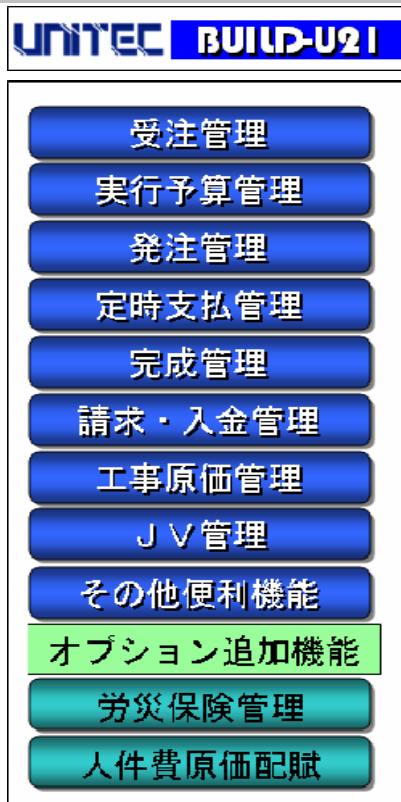 UNITEC BUILD-U21
受注管理
実行予算管理
発注管理
定時支払管理
完成管理
請求・入金管理
工事原価管理
ＪＶ管理
その他便利機能
オプション追加機能
労災保険管理
人件費原価配賦